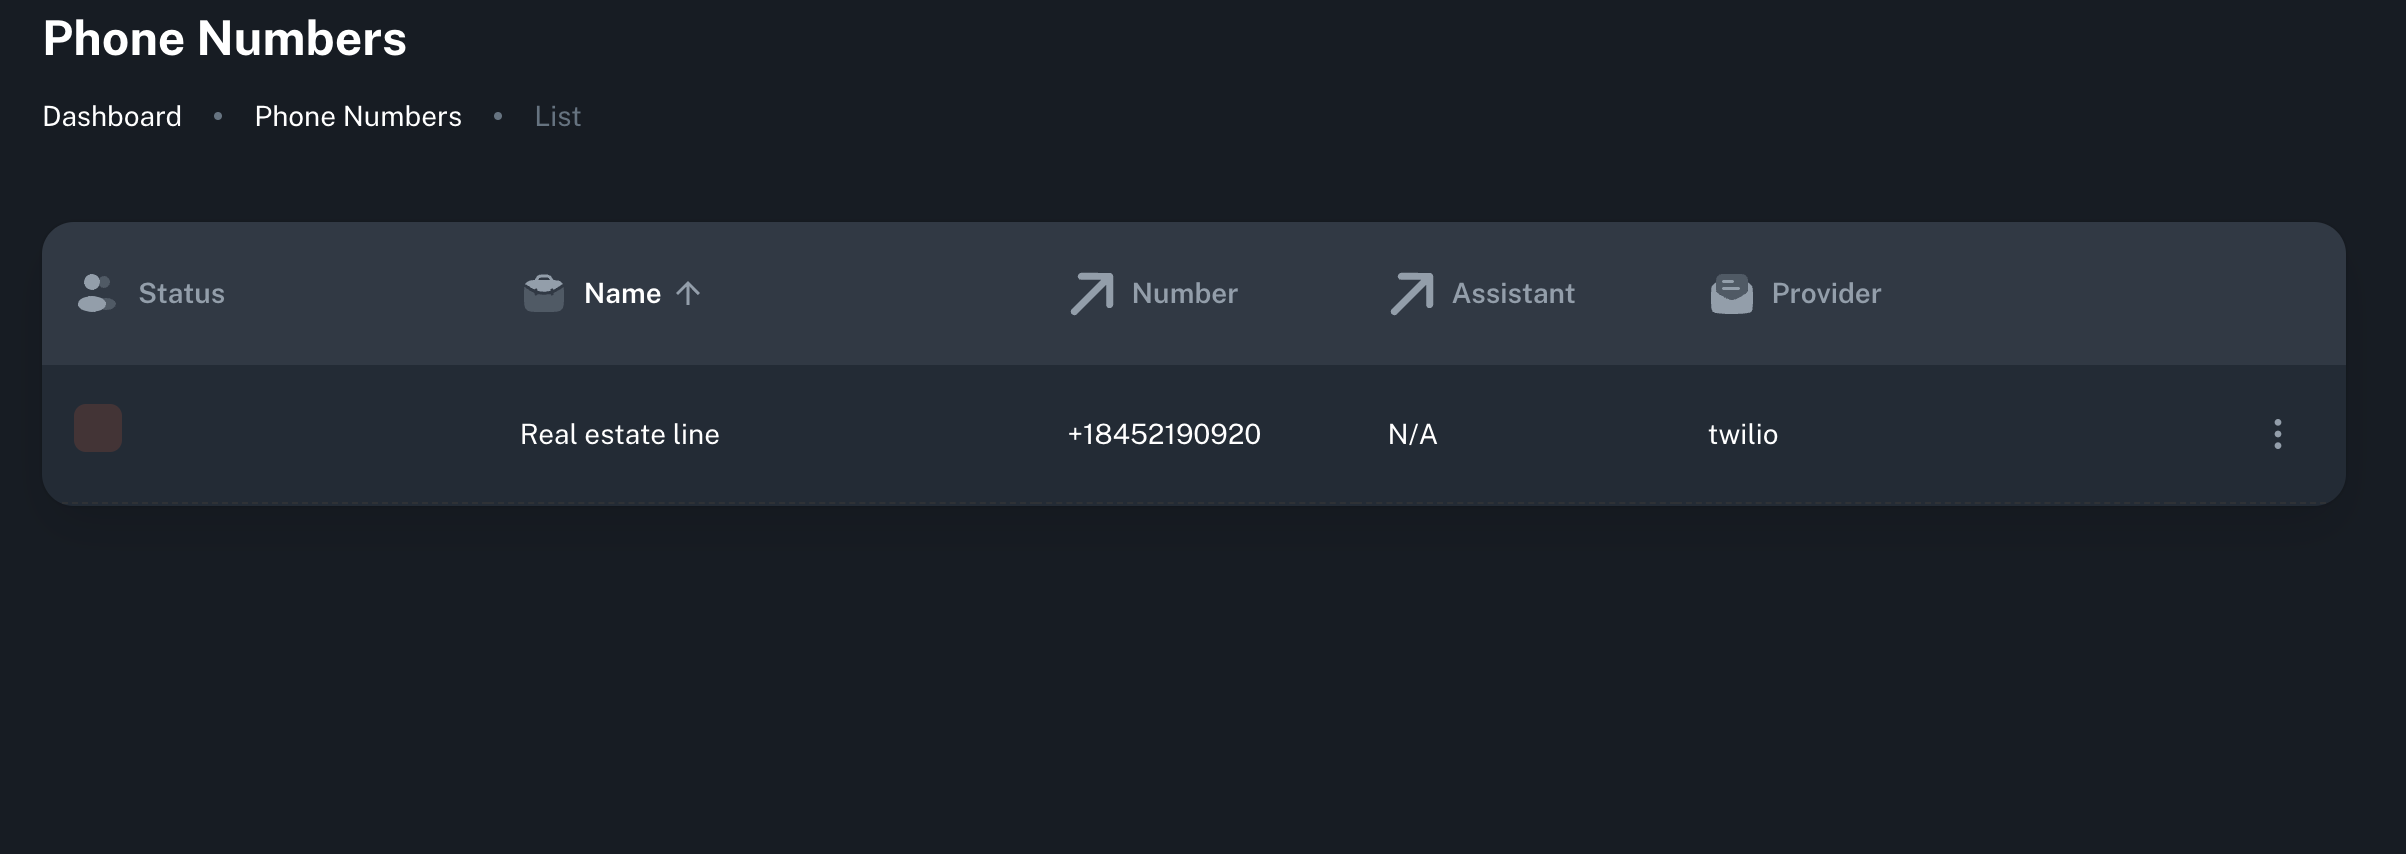 Phone Numbers
Dashboard • Phone Numbers • List
Status Name ↑ Number Assistant Provider
Real estate line +18452190920 N/A twilio